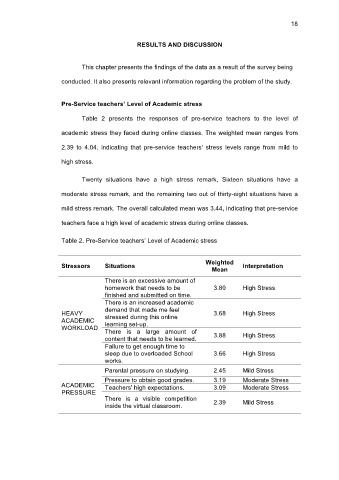 18
RESULTS AND DISCUSSION
This chapter presents the findings of the data as a result of the survey being
conducted. It also presents relevant information regarding the problem of the study.
Pre-Service teachers' Level of Academic stress
Table 2 presents the responses of pre-service teachers to the level of
academic stress they faced during online classes. The weighted mean ranges from
2.39 to 4.04, indicating that pre-service teachers' stress levels range from mild to
high stress.
Twenty situations have a high stress remark, Sixteen situations have a
moderate stress remark, and the remaining two out of thirty-eight situations have a
mild stress remark. The overall calculated mean was 3.44, indicating that pre-service
teachers face a high level of academic stress during online classes.
Table 2. Pre-Service teachers' Level of Academic stress
Stressors Situations Weighted Mean Interpretation
HEAVY ACADEMIC WORKLOAD
There is an excessive amount of
homework that needs to be 3.80 High Stress
finished and submitted on time.
There is an increased academic
demand that made me feel 3.68 High Stress
stressed during this online
learning set-up.
There is a large amount of 3.88 High Stress
content that needs to be learned.
Failure to get enough time to
sleep due to overloaded School 3.66 High Stress
works.
ACADEMIC PRESSURE
Parental pressure on studying. 2.45 Mild Stress
Pressure to obtain good grades. 3.19 Moderate Stress
Teachers' high expectations. 3.09 Moderate Stress
There is a visible competition 2.39 Mild Stress
inside the virtual classroom.